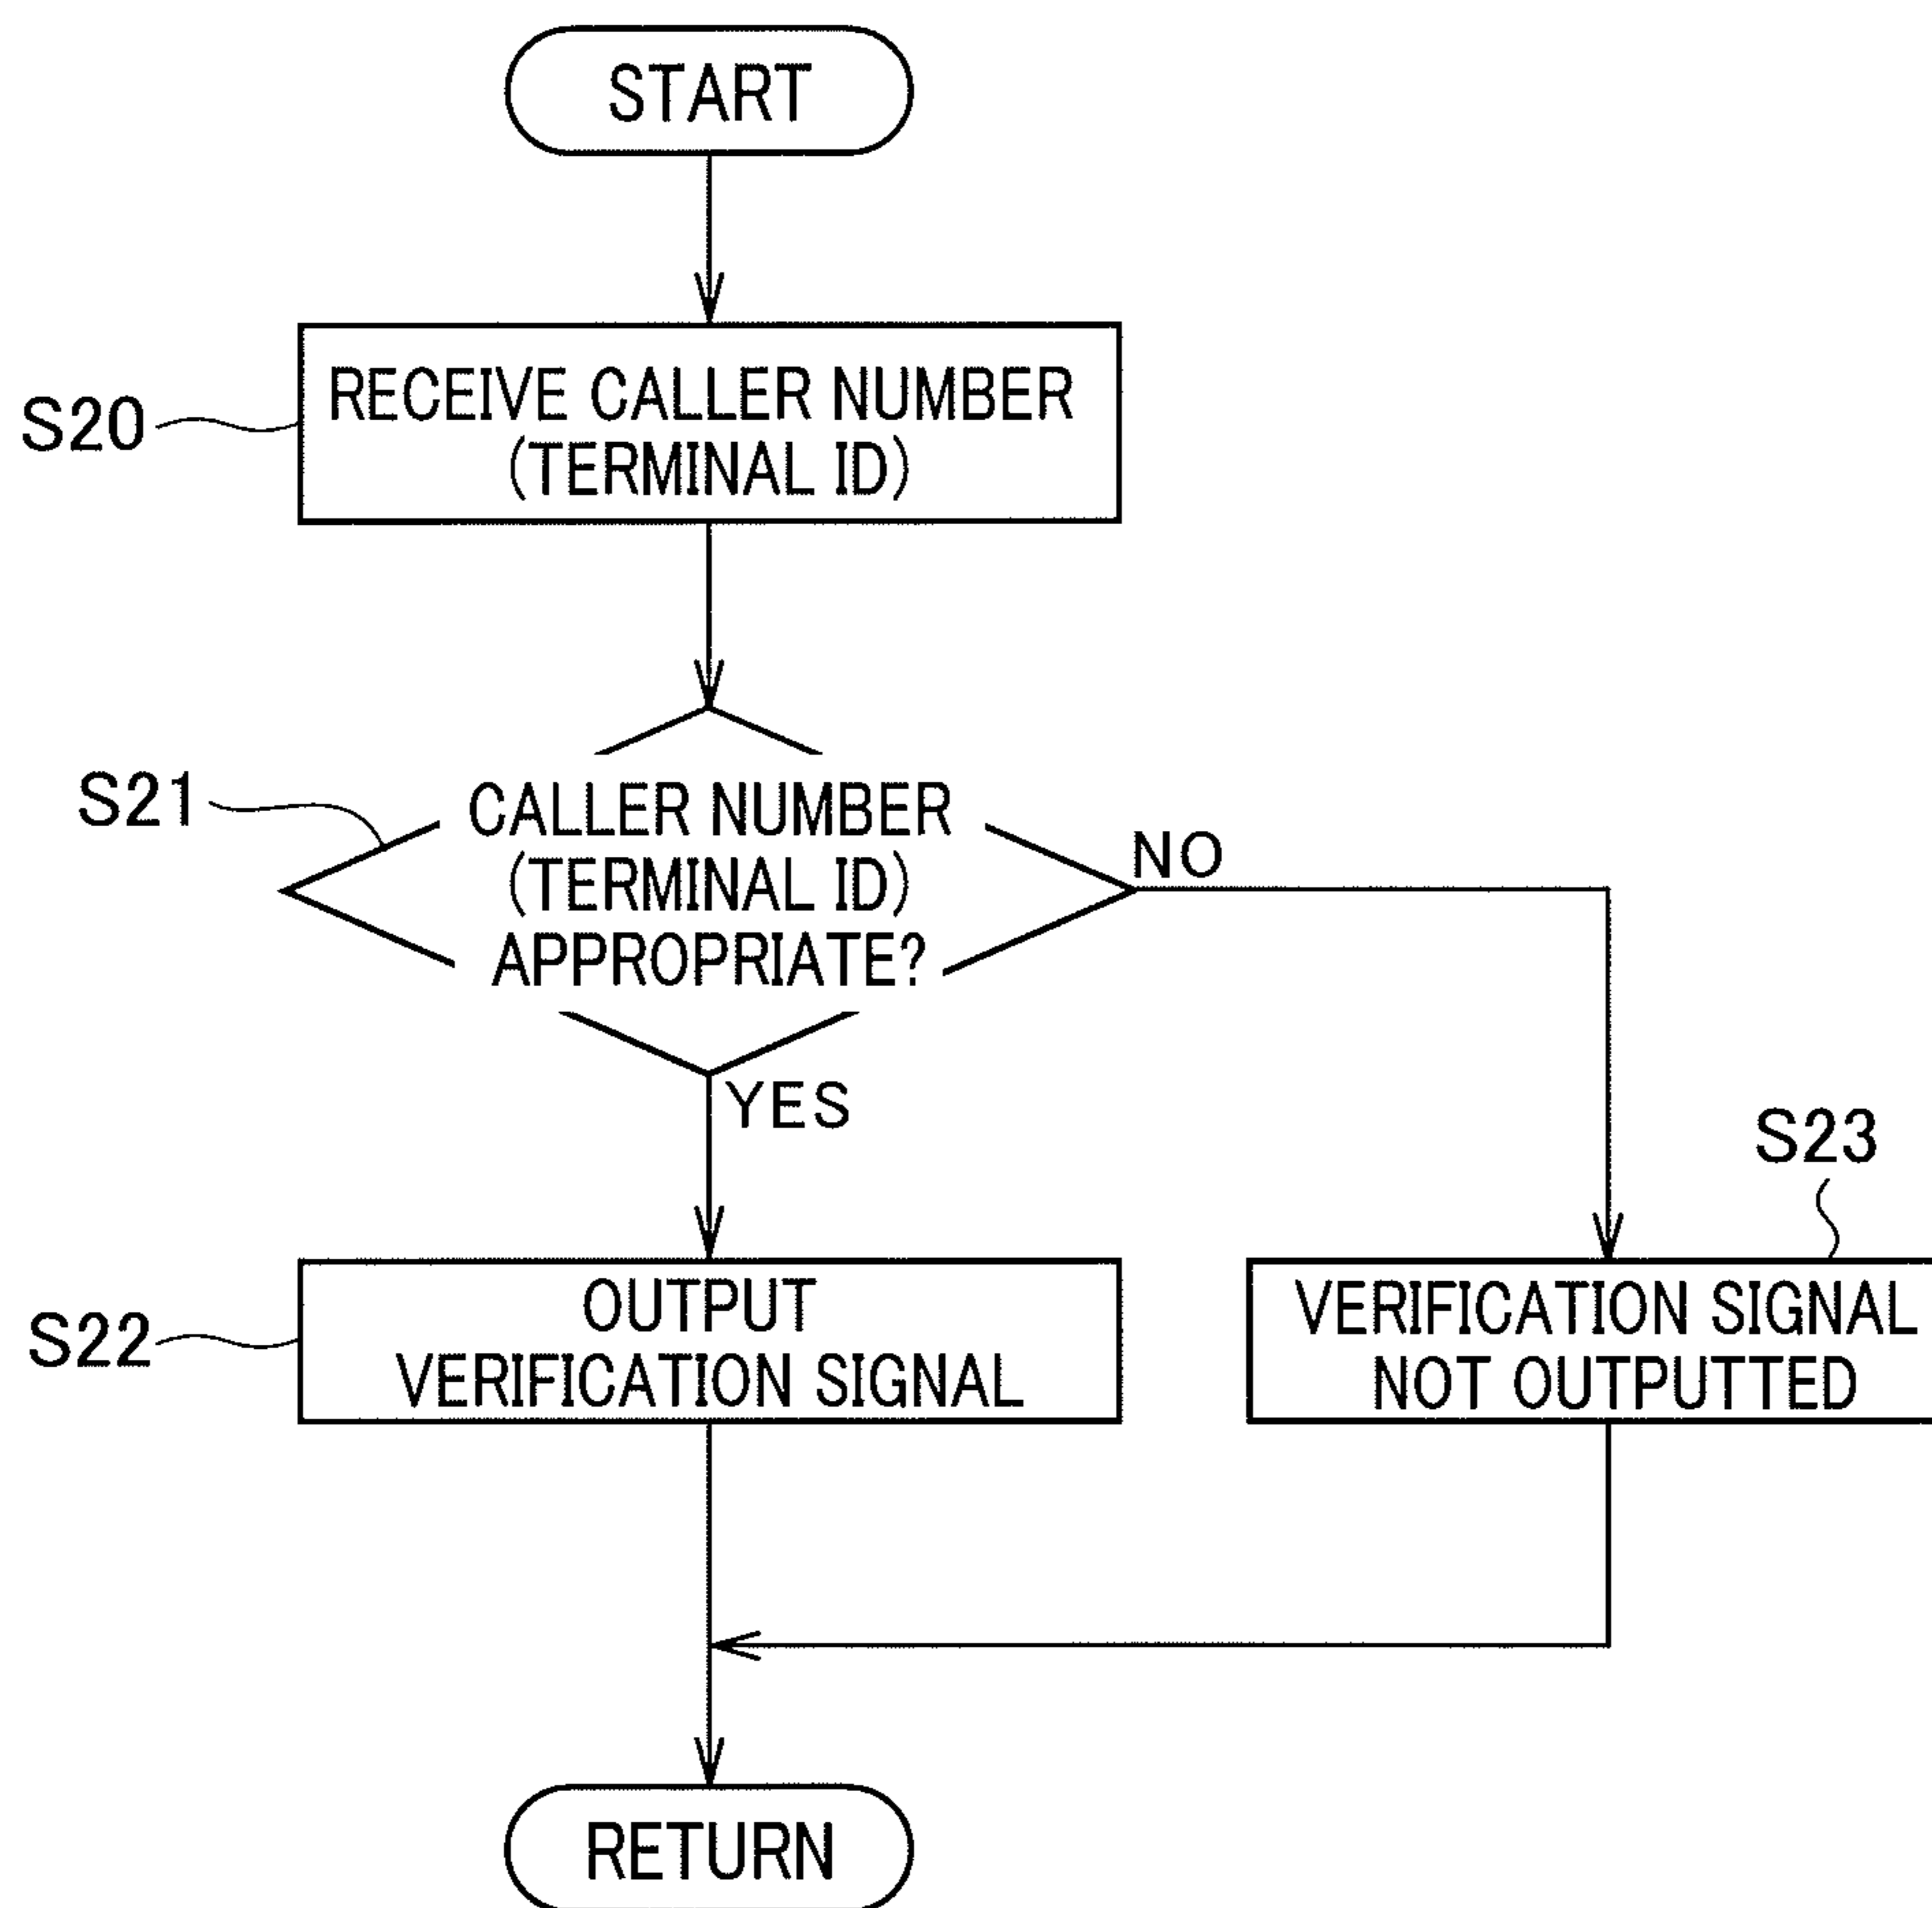 START
S20
RECEIVE CALLER NUMBER
(TERMINAL ID)
S21
CALLER NUMBER
(TERMINAL ID)
APPROPRIATE?
NO
YES
S22
OUTPUT
VERIFICATION SIGNAL
S23
VERIFICATION SIGNAL
NOT OUTPUTTED
RETURN